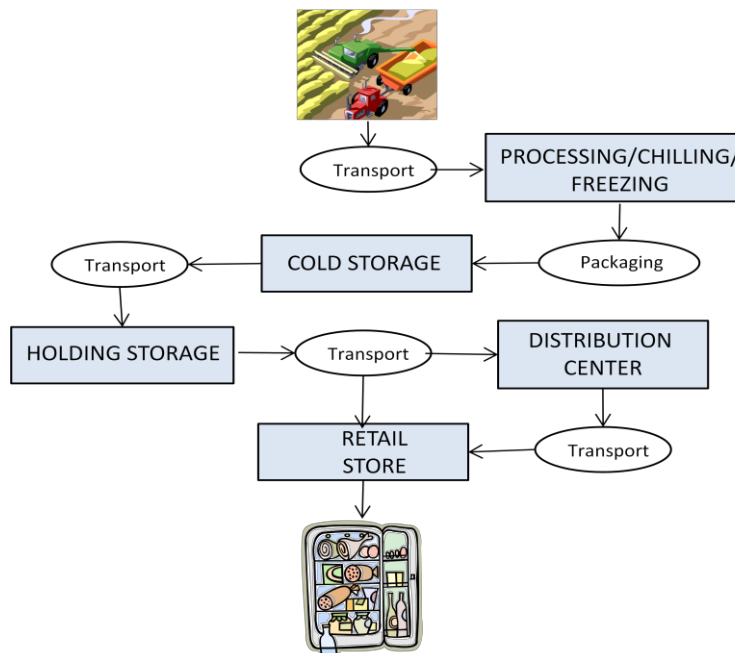 Transport
PROCESSING/CHILLING/
FREEZING
Transport
COLD STORAGE
Packaging
HOLDING STORAGE
Transport
DISTRIBUTION
CENTER
RETAIL
STORE
Transport